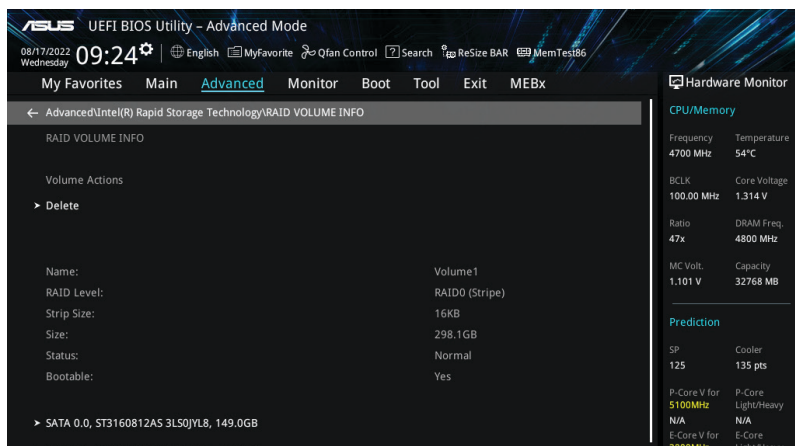 ASUS UEFI BIOS Utility – Advanced Mode
08/17/2022 Wednesday 09:24 English MyFavorite Qfan Control ? Search ReSize BAR MemTest86
My Favorites Main Advanced Monitor Boot Tool Exit MEBx
← Advanced\Intel(R) Rapid Storage Technology\RAID VOLUME INFO
RAID VOLUME INFO
Volume Actions
> Delete
Name: Volume1
RAID Level: RAID0 (Stripe)
Strip Size: 16KB
Size: 298.1GB
Status: Normal
Bootable: Yes
> SATA 0.0, ST3160812AS 3LS0JYL8, 149.0GB
Hardware Monitor
CPU/Memory
Frequency Temperature
4700 MHz 54°C
BCLK Core Voltage
100.00 MHz 1.314 V
Ratio DRAM Freq.
47x 4800 MHz
MC Volt. Capacity
1.101 V 32768 MB
Prediction
SP Cooler
125 135 pts
P-Core V for P-Core
5100MHz Light/Heavy
N/A N/A
E-Core V for E-Core